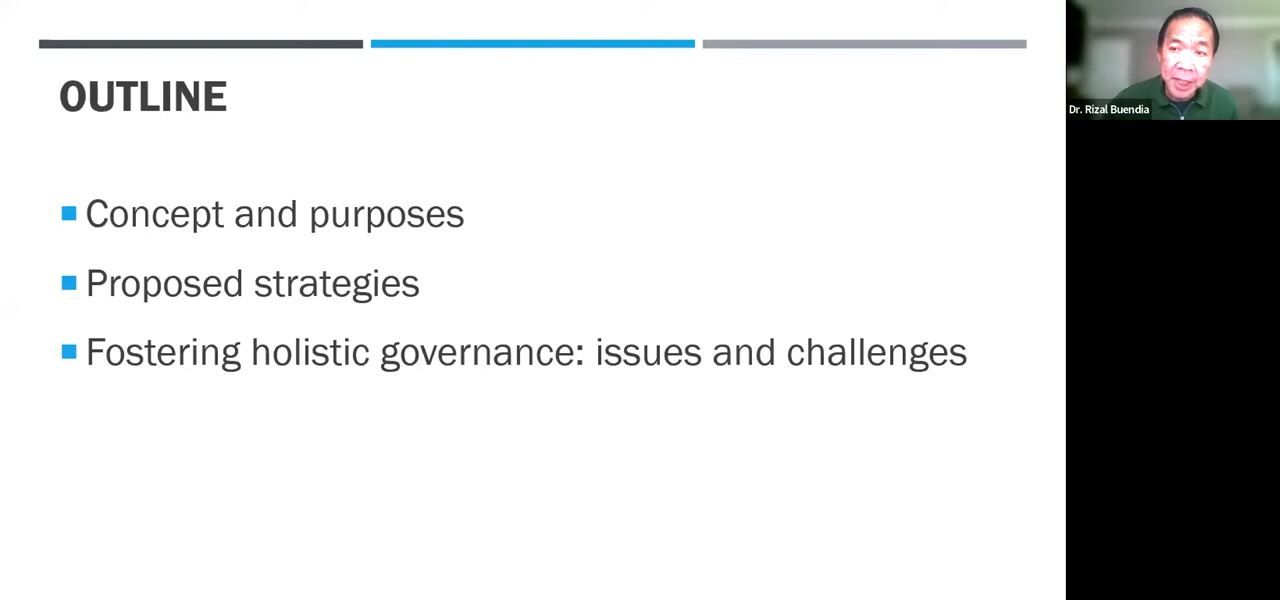 OUTLINE
Concept and purposes
Proposed strategies
Fostering holistic governance: issues and challenges
Dr. Rizal Buendia